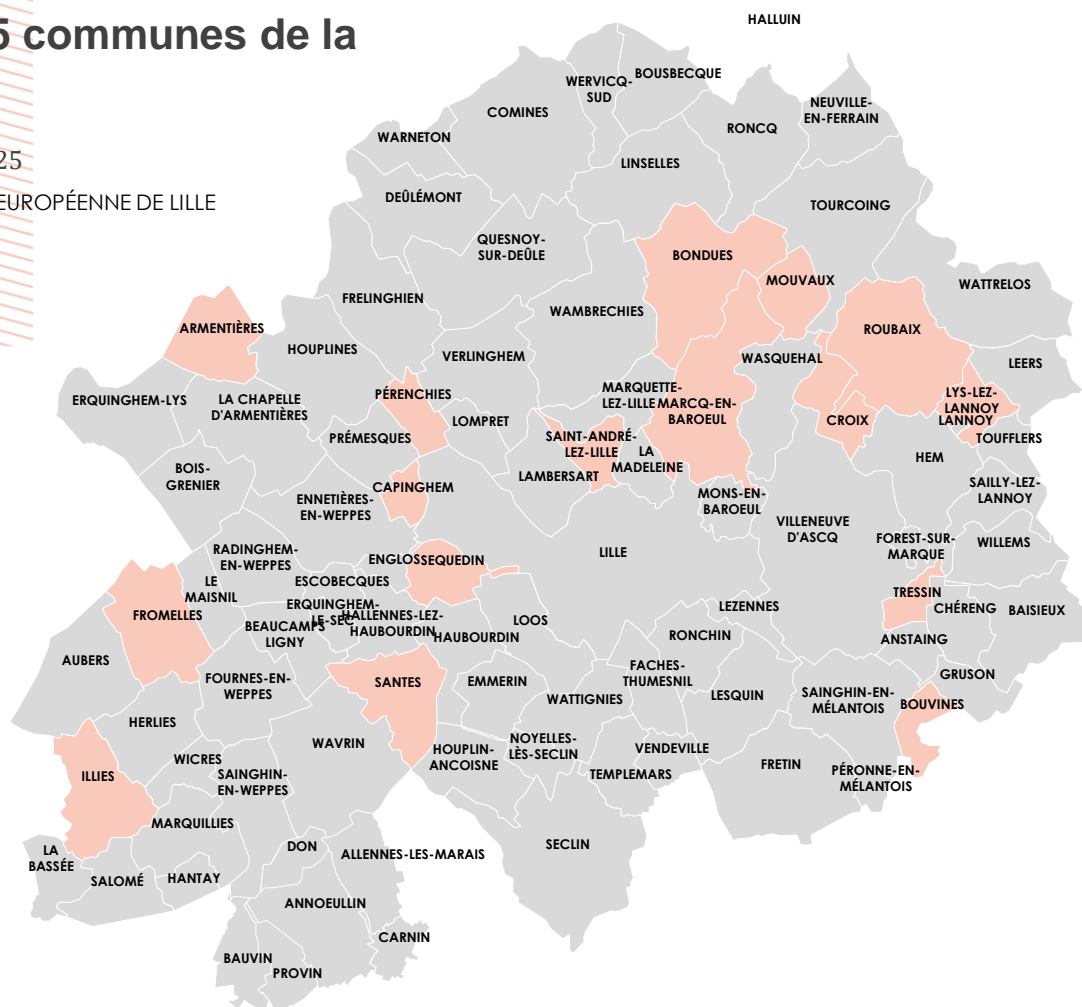 5 communes de la
25
EUROPÉENNE DE LILLE
HALLUIN
WERVICQ-
SUD
BOUSBECQUE
COMINES
NEUVILLE-
EN-FERRAIN
RONCQ
WARNETON
LINSELLES
DEÛLÉMONT
TOURCOING
QUESNOY-
SUR-DEÛLE
BONDUES
MOUVAUX
WATTRELOS
FRELINGHIEN
WAMBRECHIES
ARMENTIÈRES
ROUBAIX
HOUPLINES
VERLINGHEM
WASQUEHAL
LEERS
ERQUINGHEM-LYS
LA CHAPELLE
D'ARMENTIÈRES
PÉRENCHIES
MARQUETTE-
LEZ-LILLE
MARCQ-EN-
BAROEUL
LYS-LEZ-
LANNOY
LANNOY
CROIX
LOMPRET
PRÉMESQUES
SAINT-ANDRÉ-
LEZ-LILLE
TOUFFLERS
LA
MADELEINE
HEM
BOIS-
GRENIER
LAMBERSART
CAPINGHEM
SAILLY-LEZ-
LANNOY
ENNETIÈRES-
EN-WEPPES
MONS-EN-
BAROEUL
VILLENEUVE
D'ASCQ
FOREST-SUR-
MARQUE
WILLEMS
LILLE
RADINGHEM-
EN-WEPPES
ENGLOS
SEQUEDIN
LE
MAISNIL
ESCOBECQUES
TRESSIN
CHÉRENG
BAISIEUX
FROMELLES
ERQUINGHEM-
LE-SEC
HALLENNES-LEZ-
HAUBOURDIN
BEAUCAMPS
LIGNY
HAUBOURDIN
LOOS
LEZENNES
RONCHIN
ANSTAING
AUBERS
FOURNES-EN-
WEPPES
SANTES
EMMERIN
FACHES-
THUMESNIL
WATTIGNIES
LESQUIN
SAINGHIN-EN-
MÉLANTOIS
GRUSON
BOUVINES
HERLIES
WAVRIN
HOUPLIN-
ANCOISNE
NOYELLES-
LÈS-SECLIN
VENDEVILLE
WICRES
FRETIN
ILLIES
SAINGHIN-
EN-WEPPES
TEMPLEMARS
PÉRONNE-EN-
MÉLANTOIS
MARQUILLIES
LA
BASSÉE
DON
ALLENNES-LES-MARAIS
SECLIN
SALOMÉ
HANTAY
ANNOEULLIN
CARNIN
BAUVIN
PROVIN